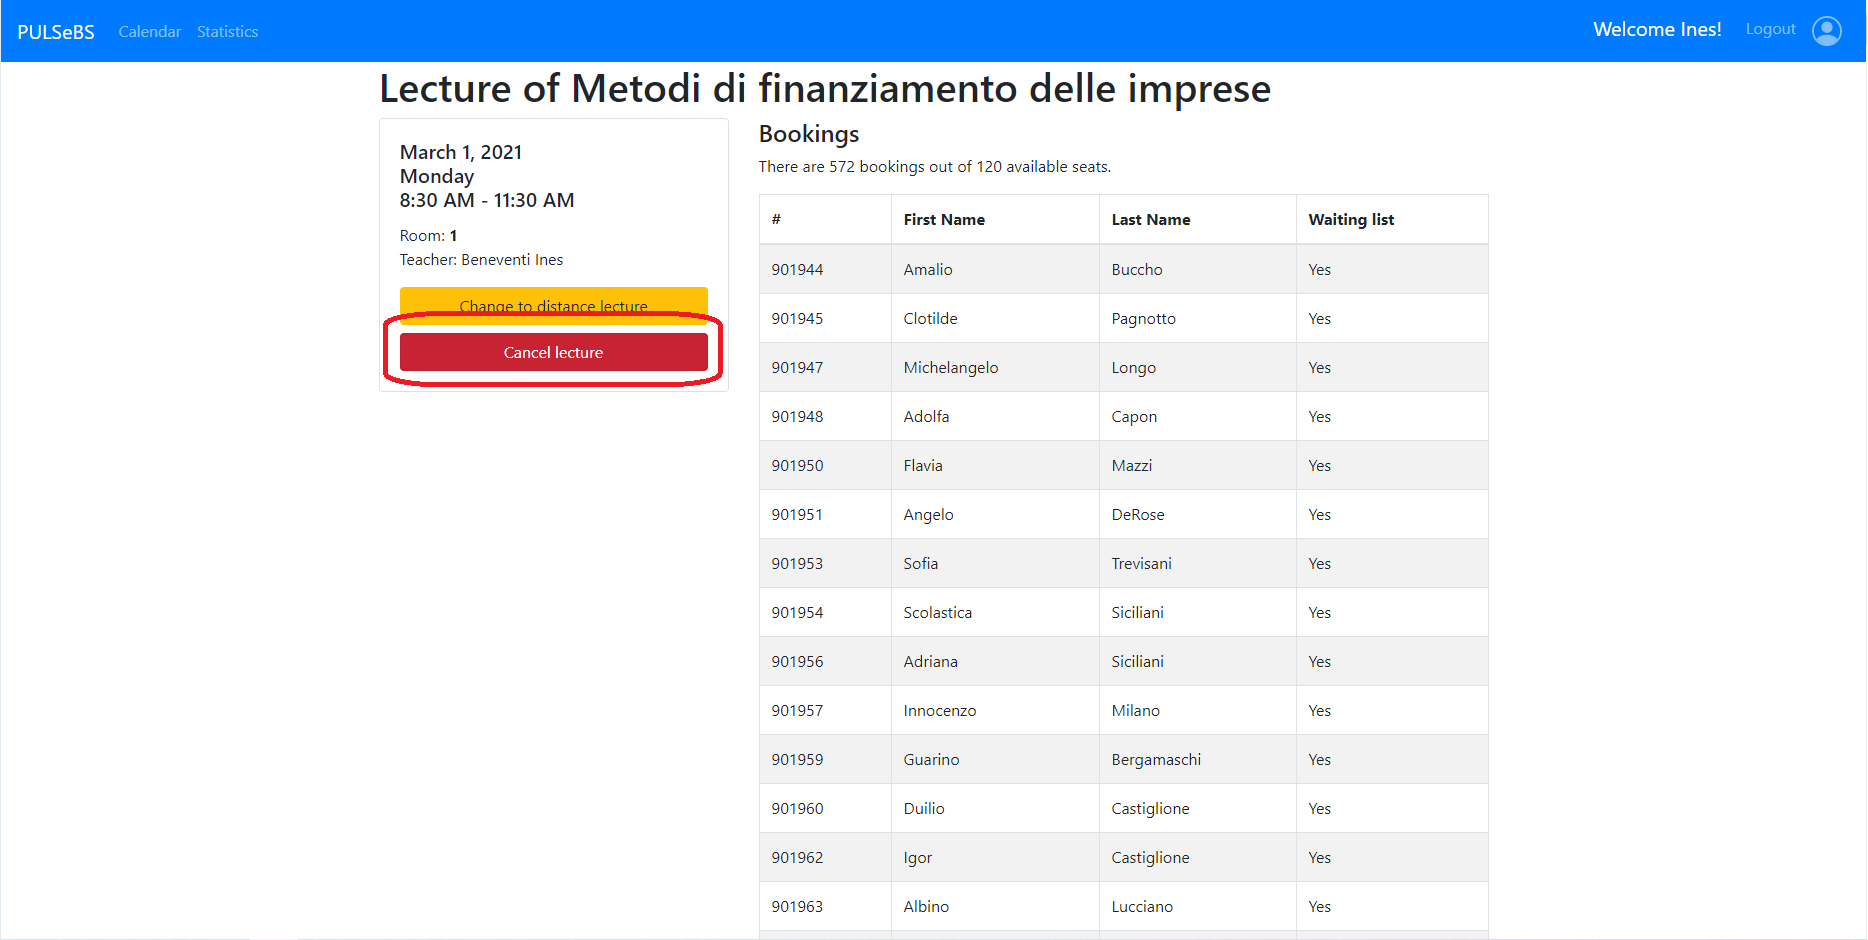 PULSeBS Calendar Statistics Welcome Ines! Logout
Lecture of Metodi di finanziamento delle imprese
March 1, 2021
Monday
8:30 AM - 11:30 AM
Room: 1
Teacher: Beneventi Ines
Change to distance lecture
Cancel lecture
Bookings
There are 572 bookings out of 120 available seats.
# First Name Last Name Waiting list
901944 Amalio Buccho Yes
901945 Clotilde Pagnotto Yes
901947 Michelangelo Longo Yes
901948 Adolfa Capon Yes
901950 Flavia Mazzi Yes
901951 Angelo DeRose Yes
901953 Sofia Trevisani Yes
901954 Scolastica Siciliani Yes
901956 Adriana Siciliani Yes
901957 Innocenzo Milano Yes
901959 Guarino Bergamaschi Yes
901960 Duilio Castiglione Yes
901962 Igor Castiglione Yes
901963 Albino Lucciano Yes